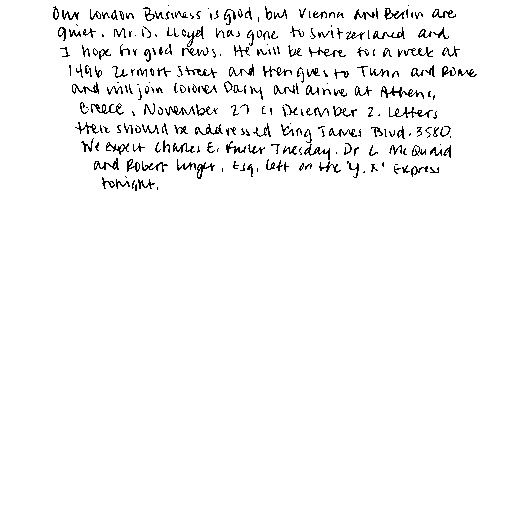 Our London Business is good, but Vienna and Berlin are
quiet. Mr. D. Lloyd has gone to Switzerland and
I hope for good news. He will be there for a week at
1496 Zermott Street and then goes to Turin and Rome
and will join Colonel Parry and arrive at Athens,
Greece, November 27 or December 2. Letters
there should be addressed King James Blvd. 3580.
We expect Charles E. Fuller Tuesday. Dr L. McQuaid
and Robert Unger, Esq. left on the 'Y.X' Express
tonight.